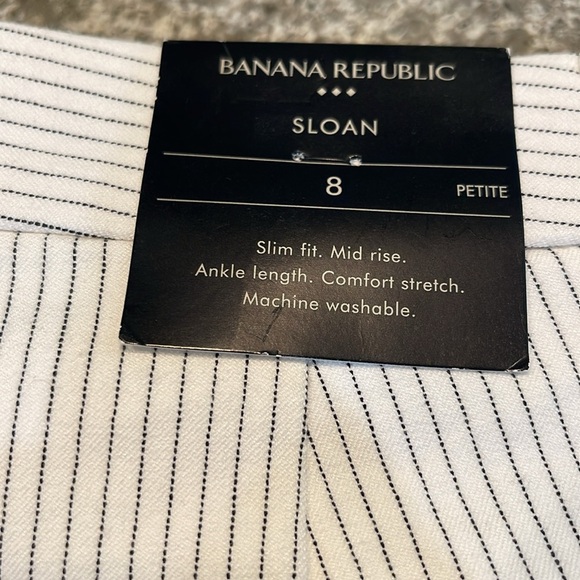 BANANA REPUBLIC
SLOAN
8 PETITE
Slim fit. Mid rise.
Ankle length. Comfort stretch.
Machine washable.